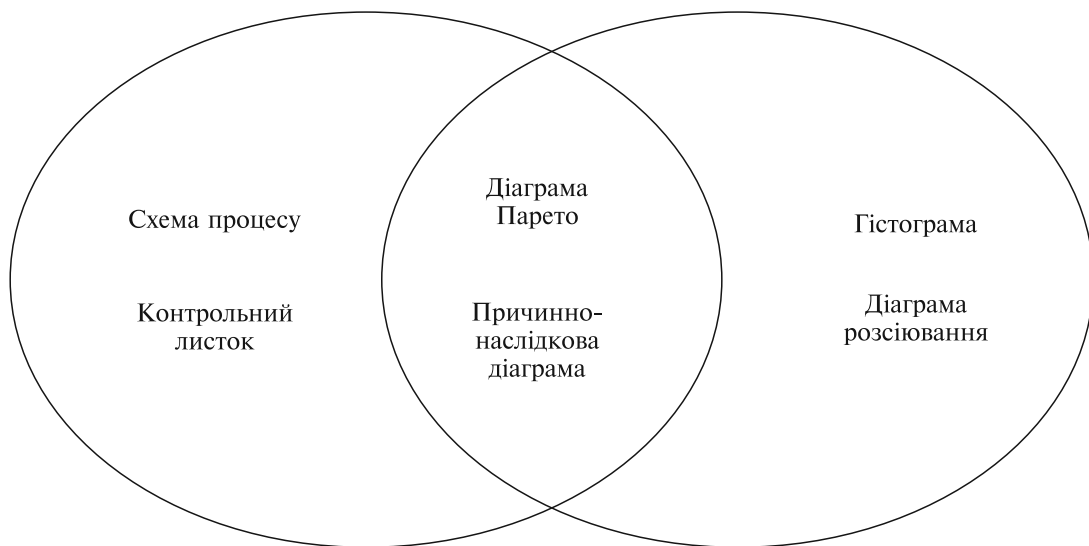 Схема процесу
Контрольний
листок
Діаграма
Парето
Причинно-
наслідкова
діаграма
Гістограма
Діаграма
розсіювання